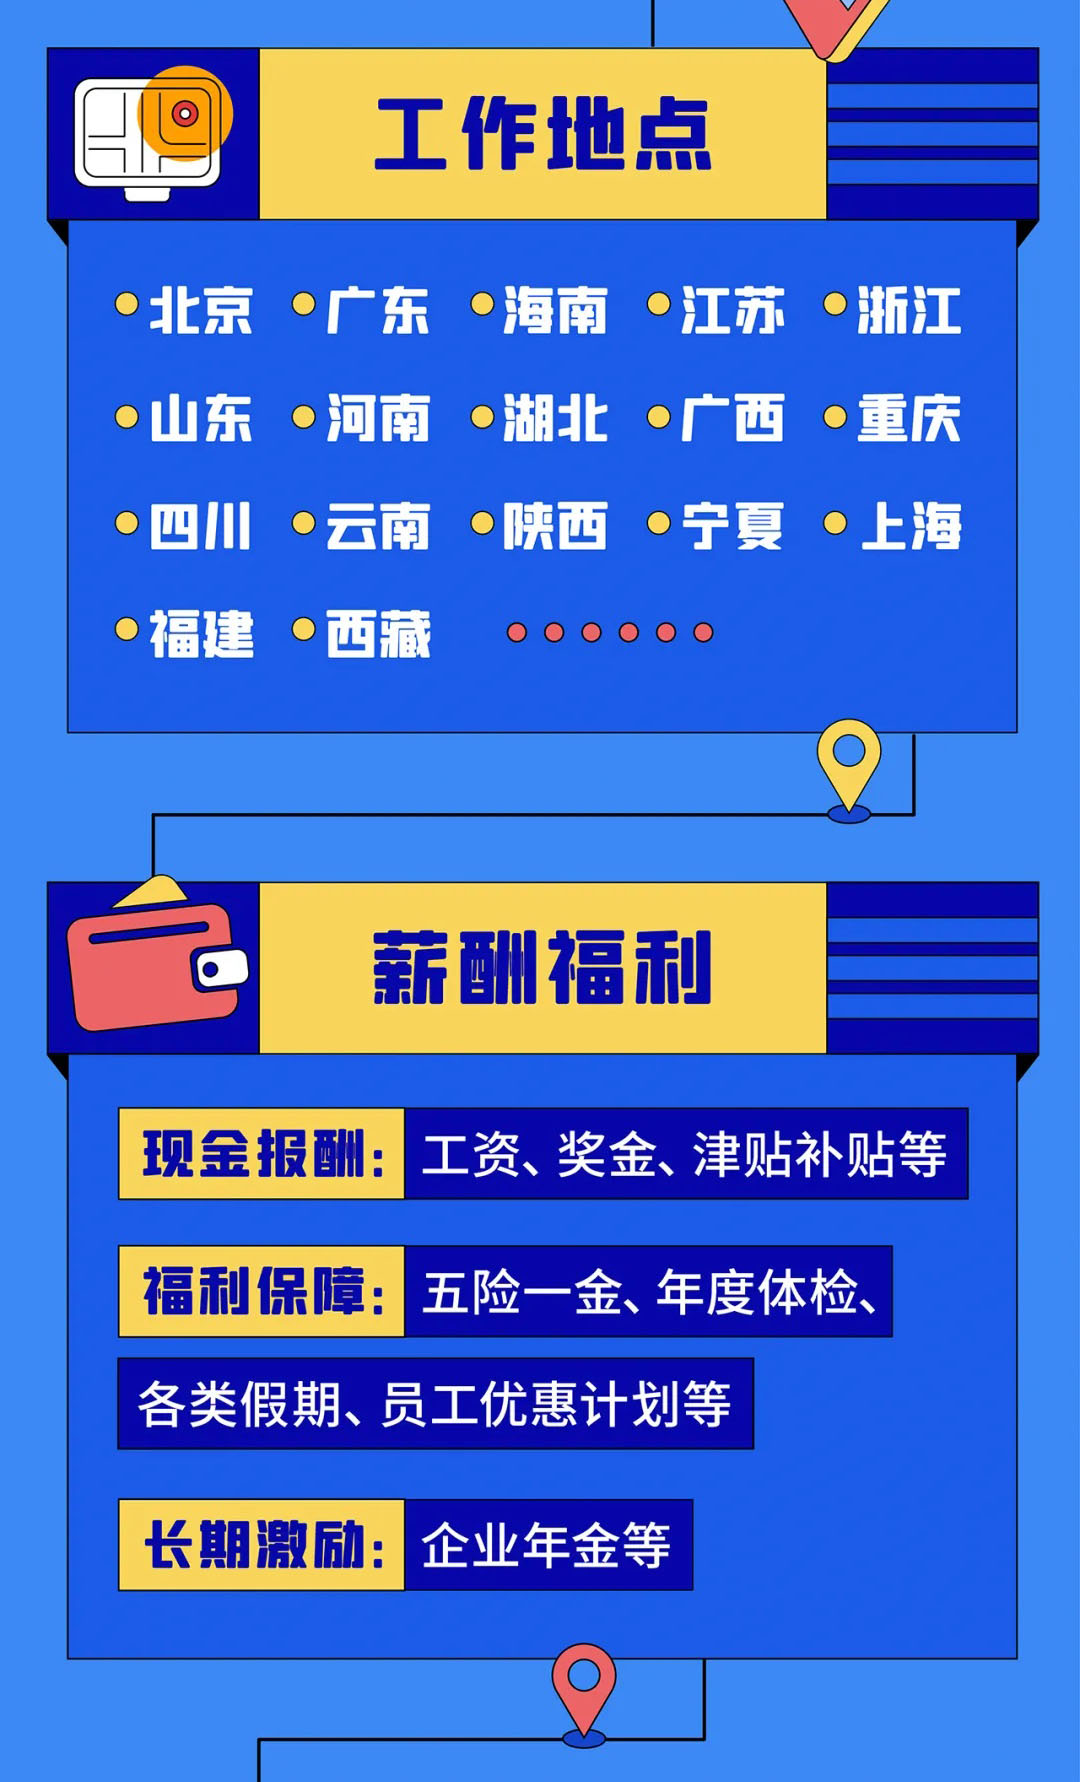 工作地点
北京 广东 海南 江苏 浙江
山东 河南 湖北 广西 重庆
四川 云南 陕西 宁夏 上海
福建 西藏
薪酬福利
现金报酬：工资、奖金、津贴补贴等
福利保障：五险一金、年度体检、
各类假期、员工优惠计划等
长期激励：企业年金等